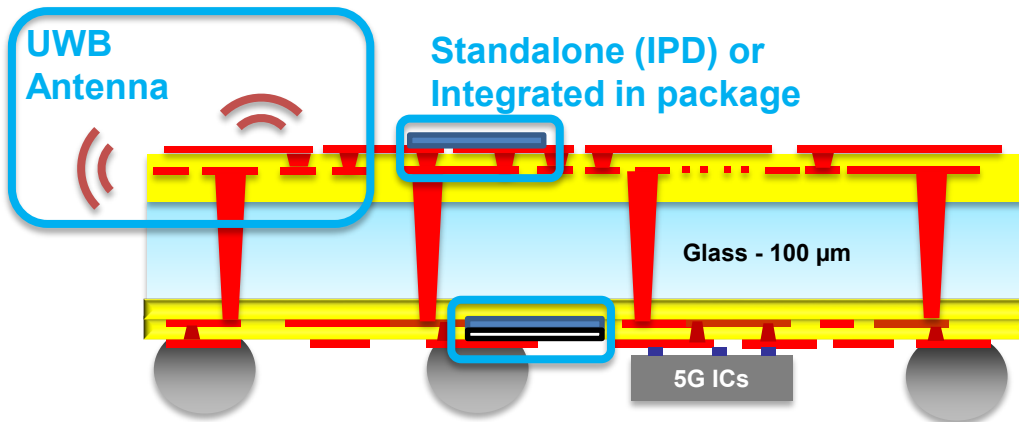 UWB
Antenna
Standalone (IPD) or
Integrated in package
Glass - 100 µm
5G ICs